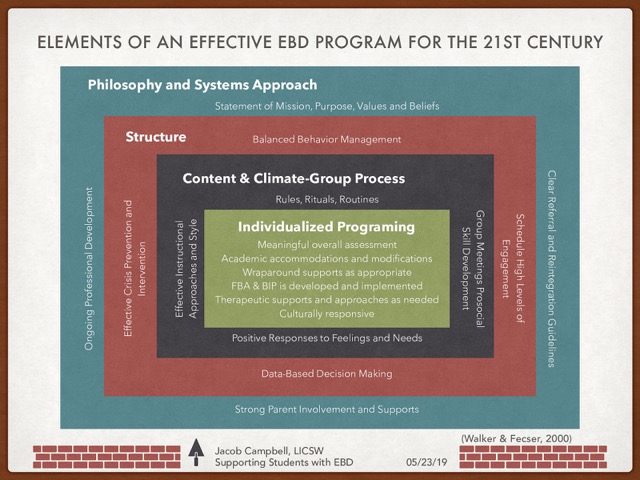 ELEMENTS OF AN EFFECTIVE EBD PROGRAM FOR THE 21ST CENTURY
Philosophy and Systems Approach
Statement of Mission, Purpose, Values and Beliefs
Structure
Balanced Behavior Management
Content & Climate-Group Process
Rules, Rituals, Routines
Ongoing Professional Development
Effective Crisis Prevention and
Intervention
Effective Instructional
Approaches and Style
Individualized Programing
Meaningful overall assessment
Academic accommodations and modifications
Wraparound supports as appropriate
FBA & BIP is developed and implemented
Therapeutic supports and approaches as needed
Culturally responsive
Group Meetings Prosocial
Skill Development
Schedule High Levels of
Engagement
Clear Referral and Reintegration Guidelines
Positive Responses to Feelings and Needs
Data-Based Decision Making
Strong Parent Involvement and Supports
(Walker & Fecser, 2000)
Jacob Campbell, LICSW
Supporting Students with EBD
05/23/19